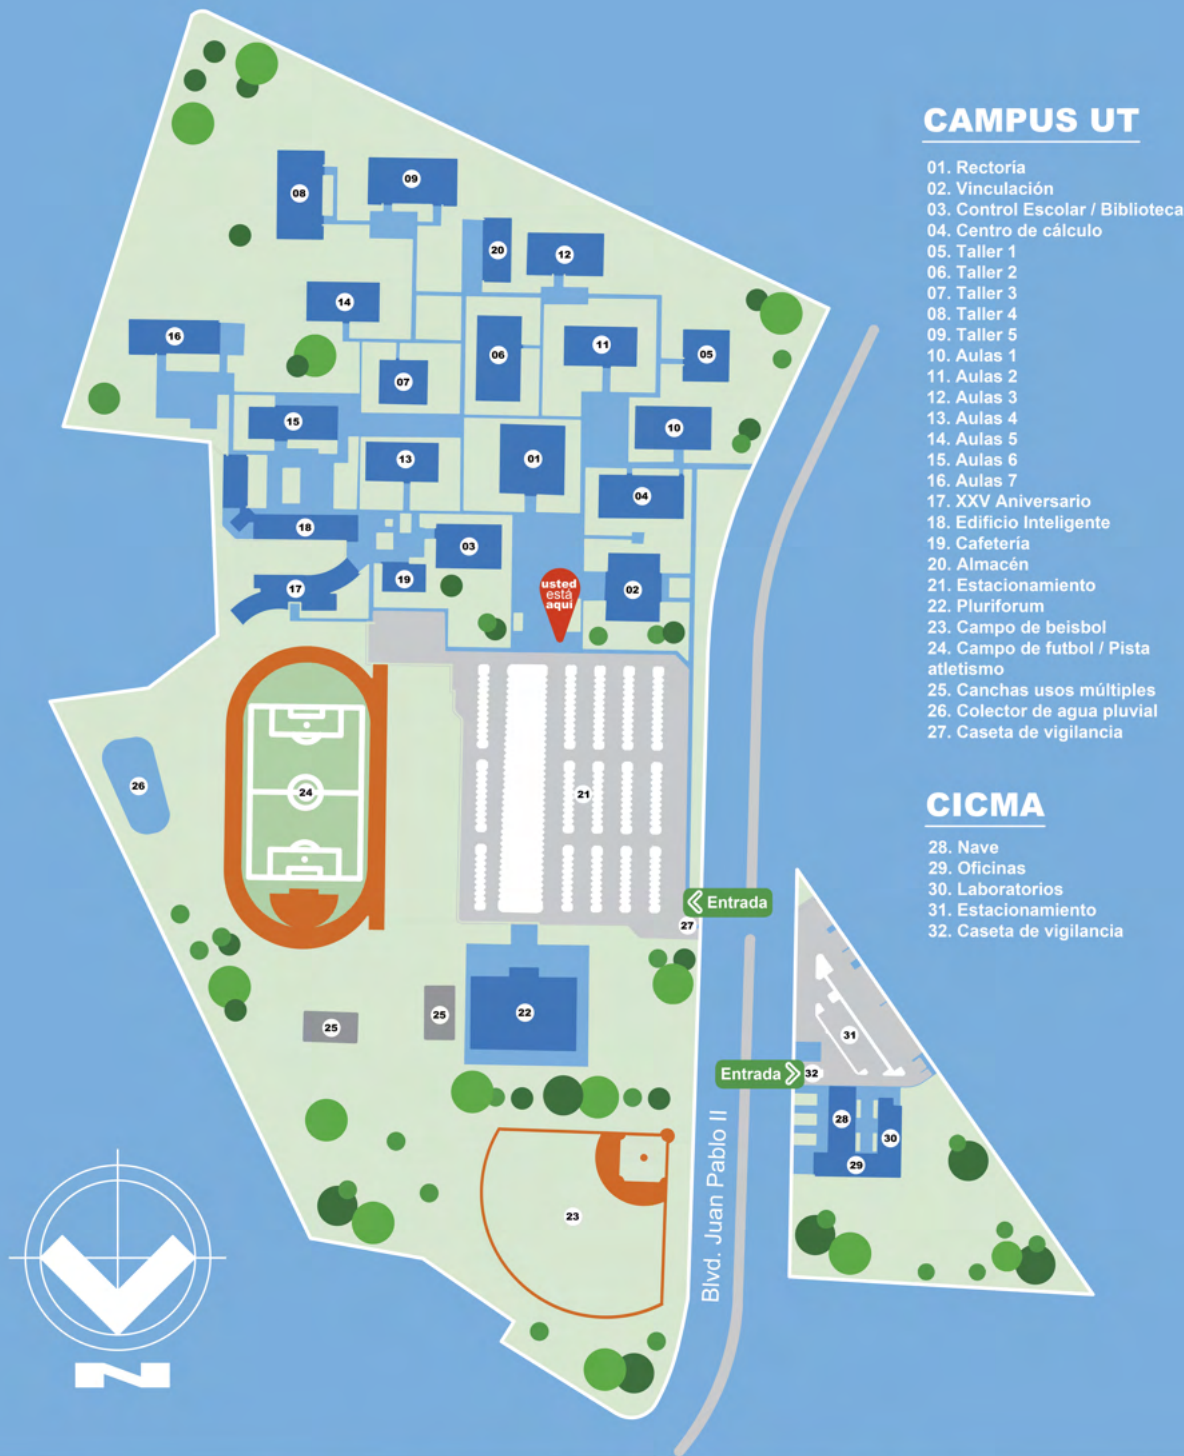 CAMPUS UT
01. Rectoría
02. Vinculación
03. Control Escolar / Biblioteca
04. Centro de cálculo
05. Taller 1
06. Taller 2
07. Taller 3
08. Taller 4
09. Taller 5
10. Aulas 1
11. Aulas 2
12. Aulas 3
13. Aulas 4
14. Aulas 5
15. Aulas 6
16. Aulas 7
17. XXV Aniversario
18. Edificio Inteligente
19. Cafetería
20. Almacén
21. Estacionamiento
22. Pluriforum
23. Campo de beisbol
24. Campo de futbol / Pista
atletismo
25. Canchas usos múltiples
26. Colector de agua pluvial
27. Caseta de vigilancia
CICMA
28. Nave
29. Oficinas
30. Laboratorios
31. Estacionamiento
32. Caseta de vigilancia
09
08
20
12
14
16
11
06
05
07
15
10
13
01
04
18
03
19
17
02
usted
está
aquí
26
24
21
Entrada
27
22
25
25
31
Entrada
32
28
30
29
23
Blvd. Juan Pablo II
N